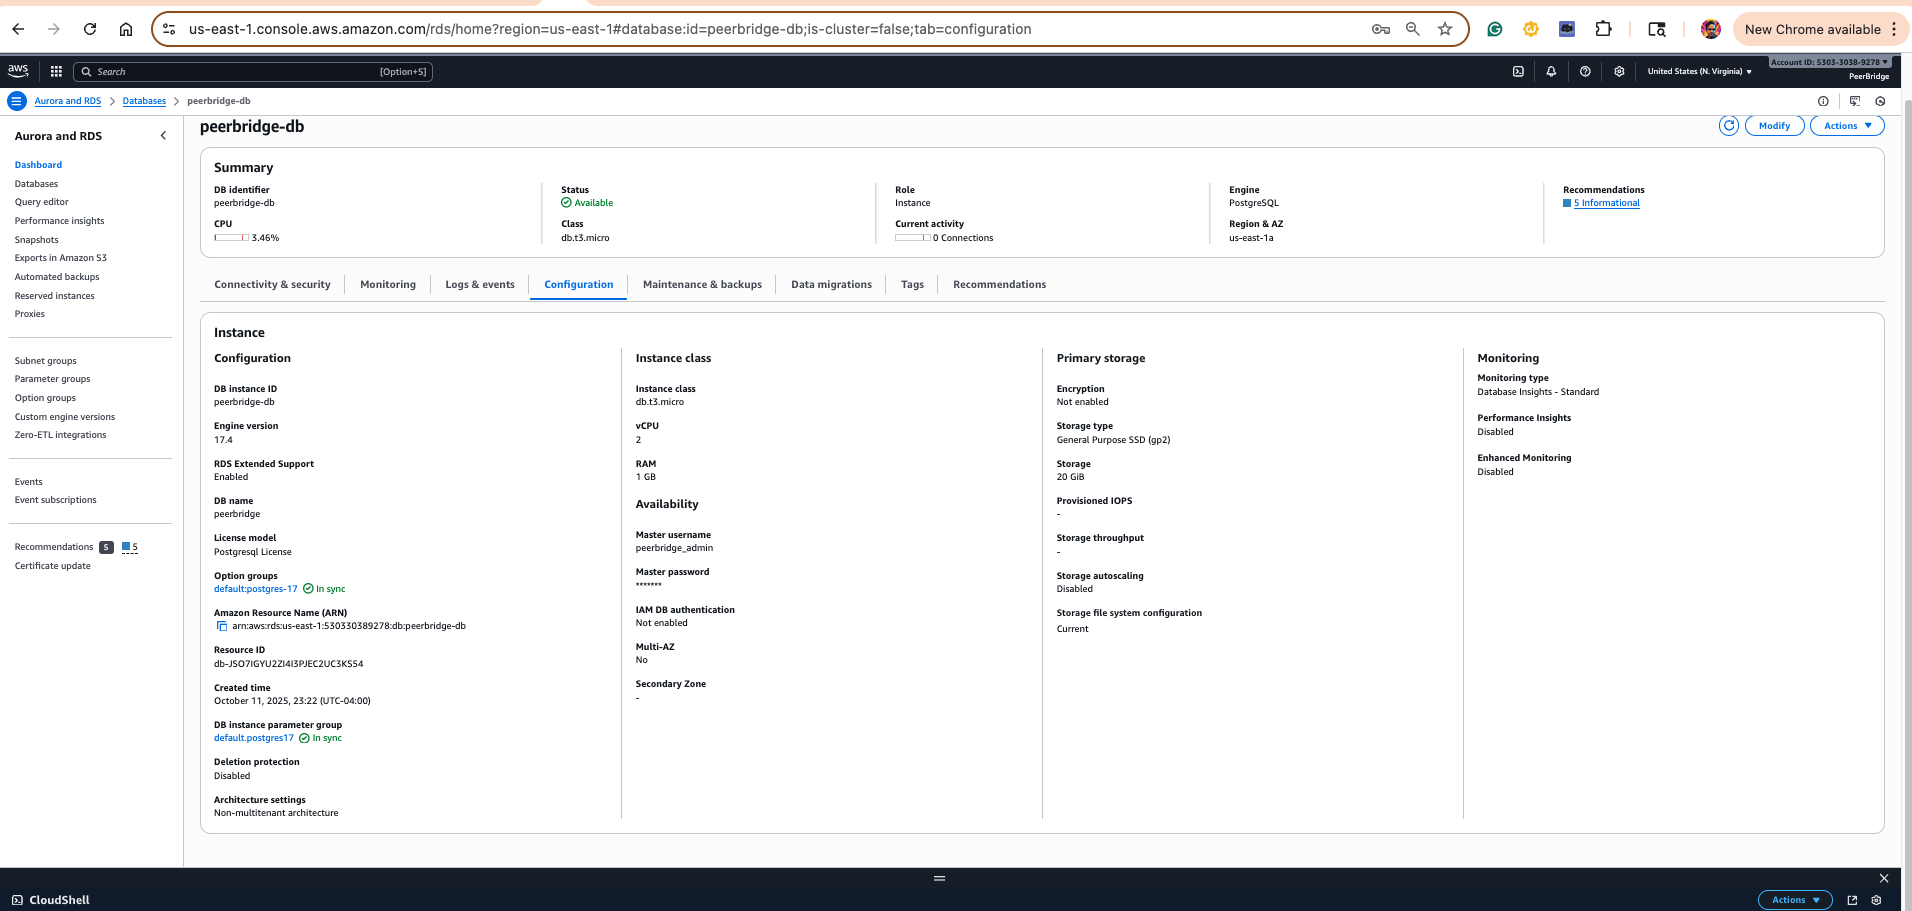 us-east-1.console.aws.amazon.com/rds/home?region=us-east-1#database:id=peerbridge-db;is-cluster=false;tab=configuration
New Chrome available
aws
Search
[Option+S]
United States (N. Virginia)
Account ID: 5303-3038-9278
PeerBridge
Aurora and RDS
Databases
peerbridge-db
Aurora and RDS
Dashboard
Databases
Query editor
Performance insights
Snapshots
Exports in Amazon S3
Automated backups
Reserved instances
Proxies
Subnet groups
Parameter groups
Option groups
Custom engine versions
Zero-ETL integrations
Events
Event subscriptions
Recommendations 5 5
Certificate update
peerbridge-db
Modify
Actions
Summary
DB identifier
peerbridge-db
CPU
3.46%
Status
Available
Class
db.t3.micro
Role
Instance
Current activity
0 Connections
Engine
PostgreSQL
Region & AZ
us-east-1a
Recommendations
5 Informational
Connectivity & security
Monitoring
Logs & events
Configuration
Maintenance & backups
Data migrations
Tags
Recommendations
Instance
Configuration
DB instance ID
peerbridge-db
Engine version
17.4
RDS Extended Support
Enabled
DB name
peerbridge
License model
Postgresql License
Option groups
default:postgres-17 In sync
Amazon Resource Name (ARN)
arn:aws:rds:us-east-1:530330389278:db:peerbridge-db
Resource ID
db-JSO7IGYU2ZI4I3PJEC2UC3KS54
Created time
October 11, 2025, 23:22 (UTC-04:00)
DB instance parameter group
default.postgres17 In sync
Deletion protection
Disabled
Architecture settings
Non-multitenant architecture
Instance class
Instance class
db.t3.micro
vCPU
2
RAM
1 GB
Availability
Master username
peerbridge_admin
Master password
*******
IAM DB authentication
Not enabled
Multi-AZ
No
Secondary Zone
-
Primary storage
Encryption
Not enabled
Storage type
General Purpose SSD (gp2)
Storage
20 GiB
Provisioned IOPS
-
Storage throughput
-
Storage autoscaling
Disabled
Storage file system configuration
Current
Monitoring
Monitoring type
Database Insights - Standard
Performance Insights
Disabled
Enhanced Monitoring
Disabled
CloudShell
Actions